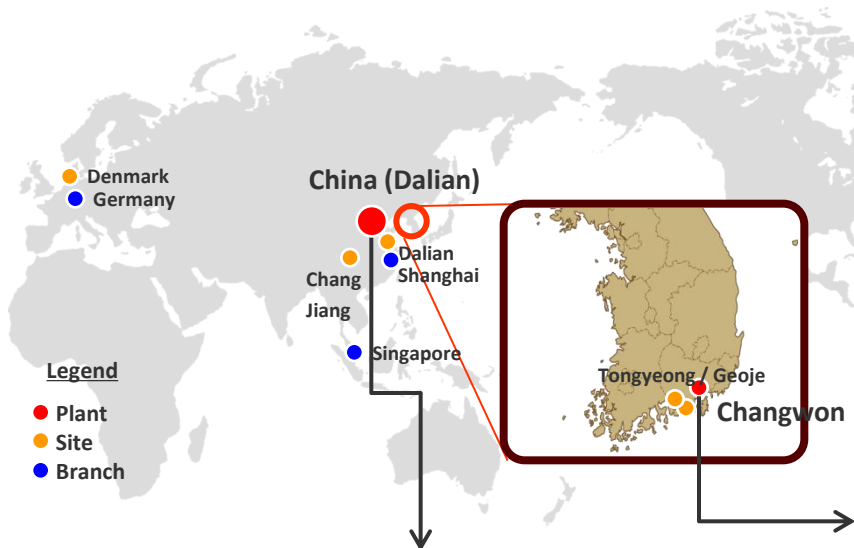 Denmark
Germany
China (Dalian)
Dalian
Shanghai
Chang
Jiang
Singapore
Tongyeong / Geoje
Changwon
Legend
Plant
Site
Branch